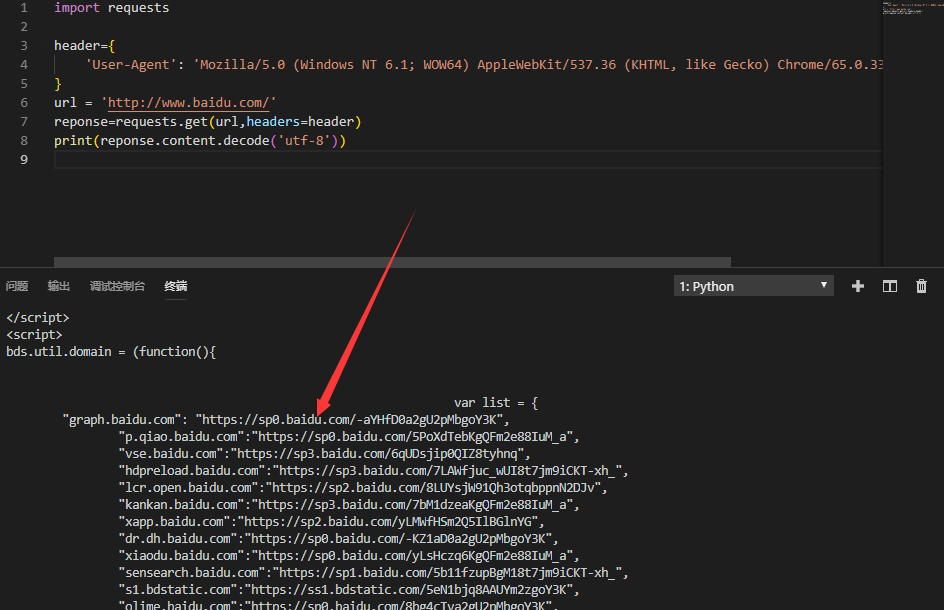 1 import requests
2
3 header={
4 'User-Agent': 'Mozilla/5.0 (Windows NT 6.1; WOW64) AppleWebKit/537.36 (KHTML, like Gecko) Chrome/65.0.33
5 }
6 url = 'http://www.baidu.com/'
7 reponse=requests.get(url,headers=header)
8 print(reponse.content.decode('utf-8'))
9
问题 输出 调试控制台 终端 1: Python
</script>
<script>
bds.util.domain = (function(){
var list = {
"graph.baidu.com": "https://sp0.baidu.com/-aYHfD0a2gU2pMbgoY3K",
"p.qiao.baidu.com":"https://sp0.baidu.com/5PoXdTebKgQFm2e88IuM_a",
"vse.baidu.com":"https://sp3.baidu.com/6qUDsjip0QIZ8tyhnq",
"hdpreload.baidu.com":"https://sp3.baidu.com/7LAWfjuc_wUI8t7jm9iCKT-xh_",
"lcr.open.baidu.com":"https://sp2.baidu.com/8LUYsjW91Qh3otqbppnN2DJv",
"kankan.baidu.com":"https://sp3.baidu.com/7bM1dzeaKgQFm2e88IuM_a",
"xapp.baidu.com":"https://sp2.baidu.com/yLMWfHSm2Q5IlBGlnYG",
"dr.dh.baidu.com":"https://sp0.baidu.com/-KZ1aD0a2gU2pMbgoY3K",
"xiaodu.baidu.com":"https://sp0.baidu.com/yLsHczq6KgQFm2e88IuM_a",
"sensearch.baidu.com":"https://sp1.baidu.com/5b11fzupBgM18t7jm9iCKT-xh_",
"s1.bdstatic.com":"https://ss1.bdstatic.com/5eN1bjq8AAUYm2zgoY3K",
"olime.baidu.com":"https://sp0.baidu.com/8bg4cTva2gU2pMbgoY3K",